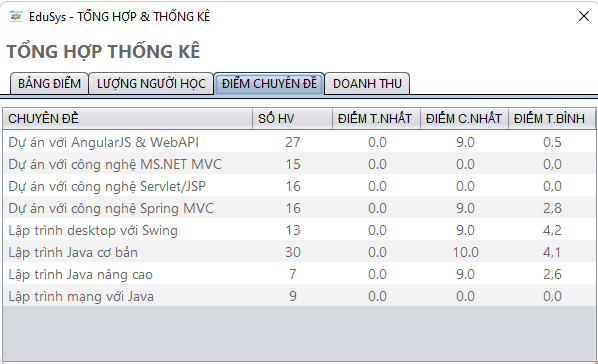 EduSys - TỔNG HỢP & THỐNG KÊ
TỔNG HỢP THỐNG KÊ
BẢNG ĐIỂM LƯỢNG NGƯỜI HỌC ĐIỂM CHUYÊN ĐỀ DOANH THU
CHUYÊN ĐỀ SỐ HV ĐIỂM T.NHẤT ĐIỂM C.NHẤT ĐIỂM T.BÌNH
Dự án với AngularJS & WebAPI 27 0.0 9.0 0,5
Dự án với công nghệ MS.NET MVC 15 0.0 0.0 0,0
Dự án với công nghệ Servlet/JSP 16 0.0 0.0 0,0
Dự án với công nghệ Spring MVC 16 0.0 9.0 2,8
Lập trình desktop với Swing 13 0.0 9.0 4,2
Lập trình Java cơ bản 30 0.0 10.0 4,1
Lập trình Java nâng cao 7 0.0 9.0 2,6
Lập trình mạng với Java 9 0.0 0.0 0,0